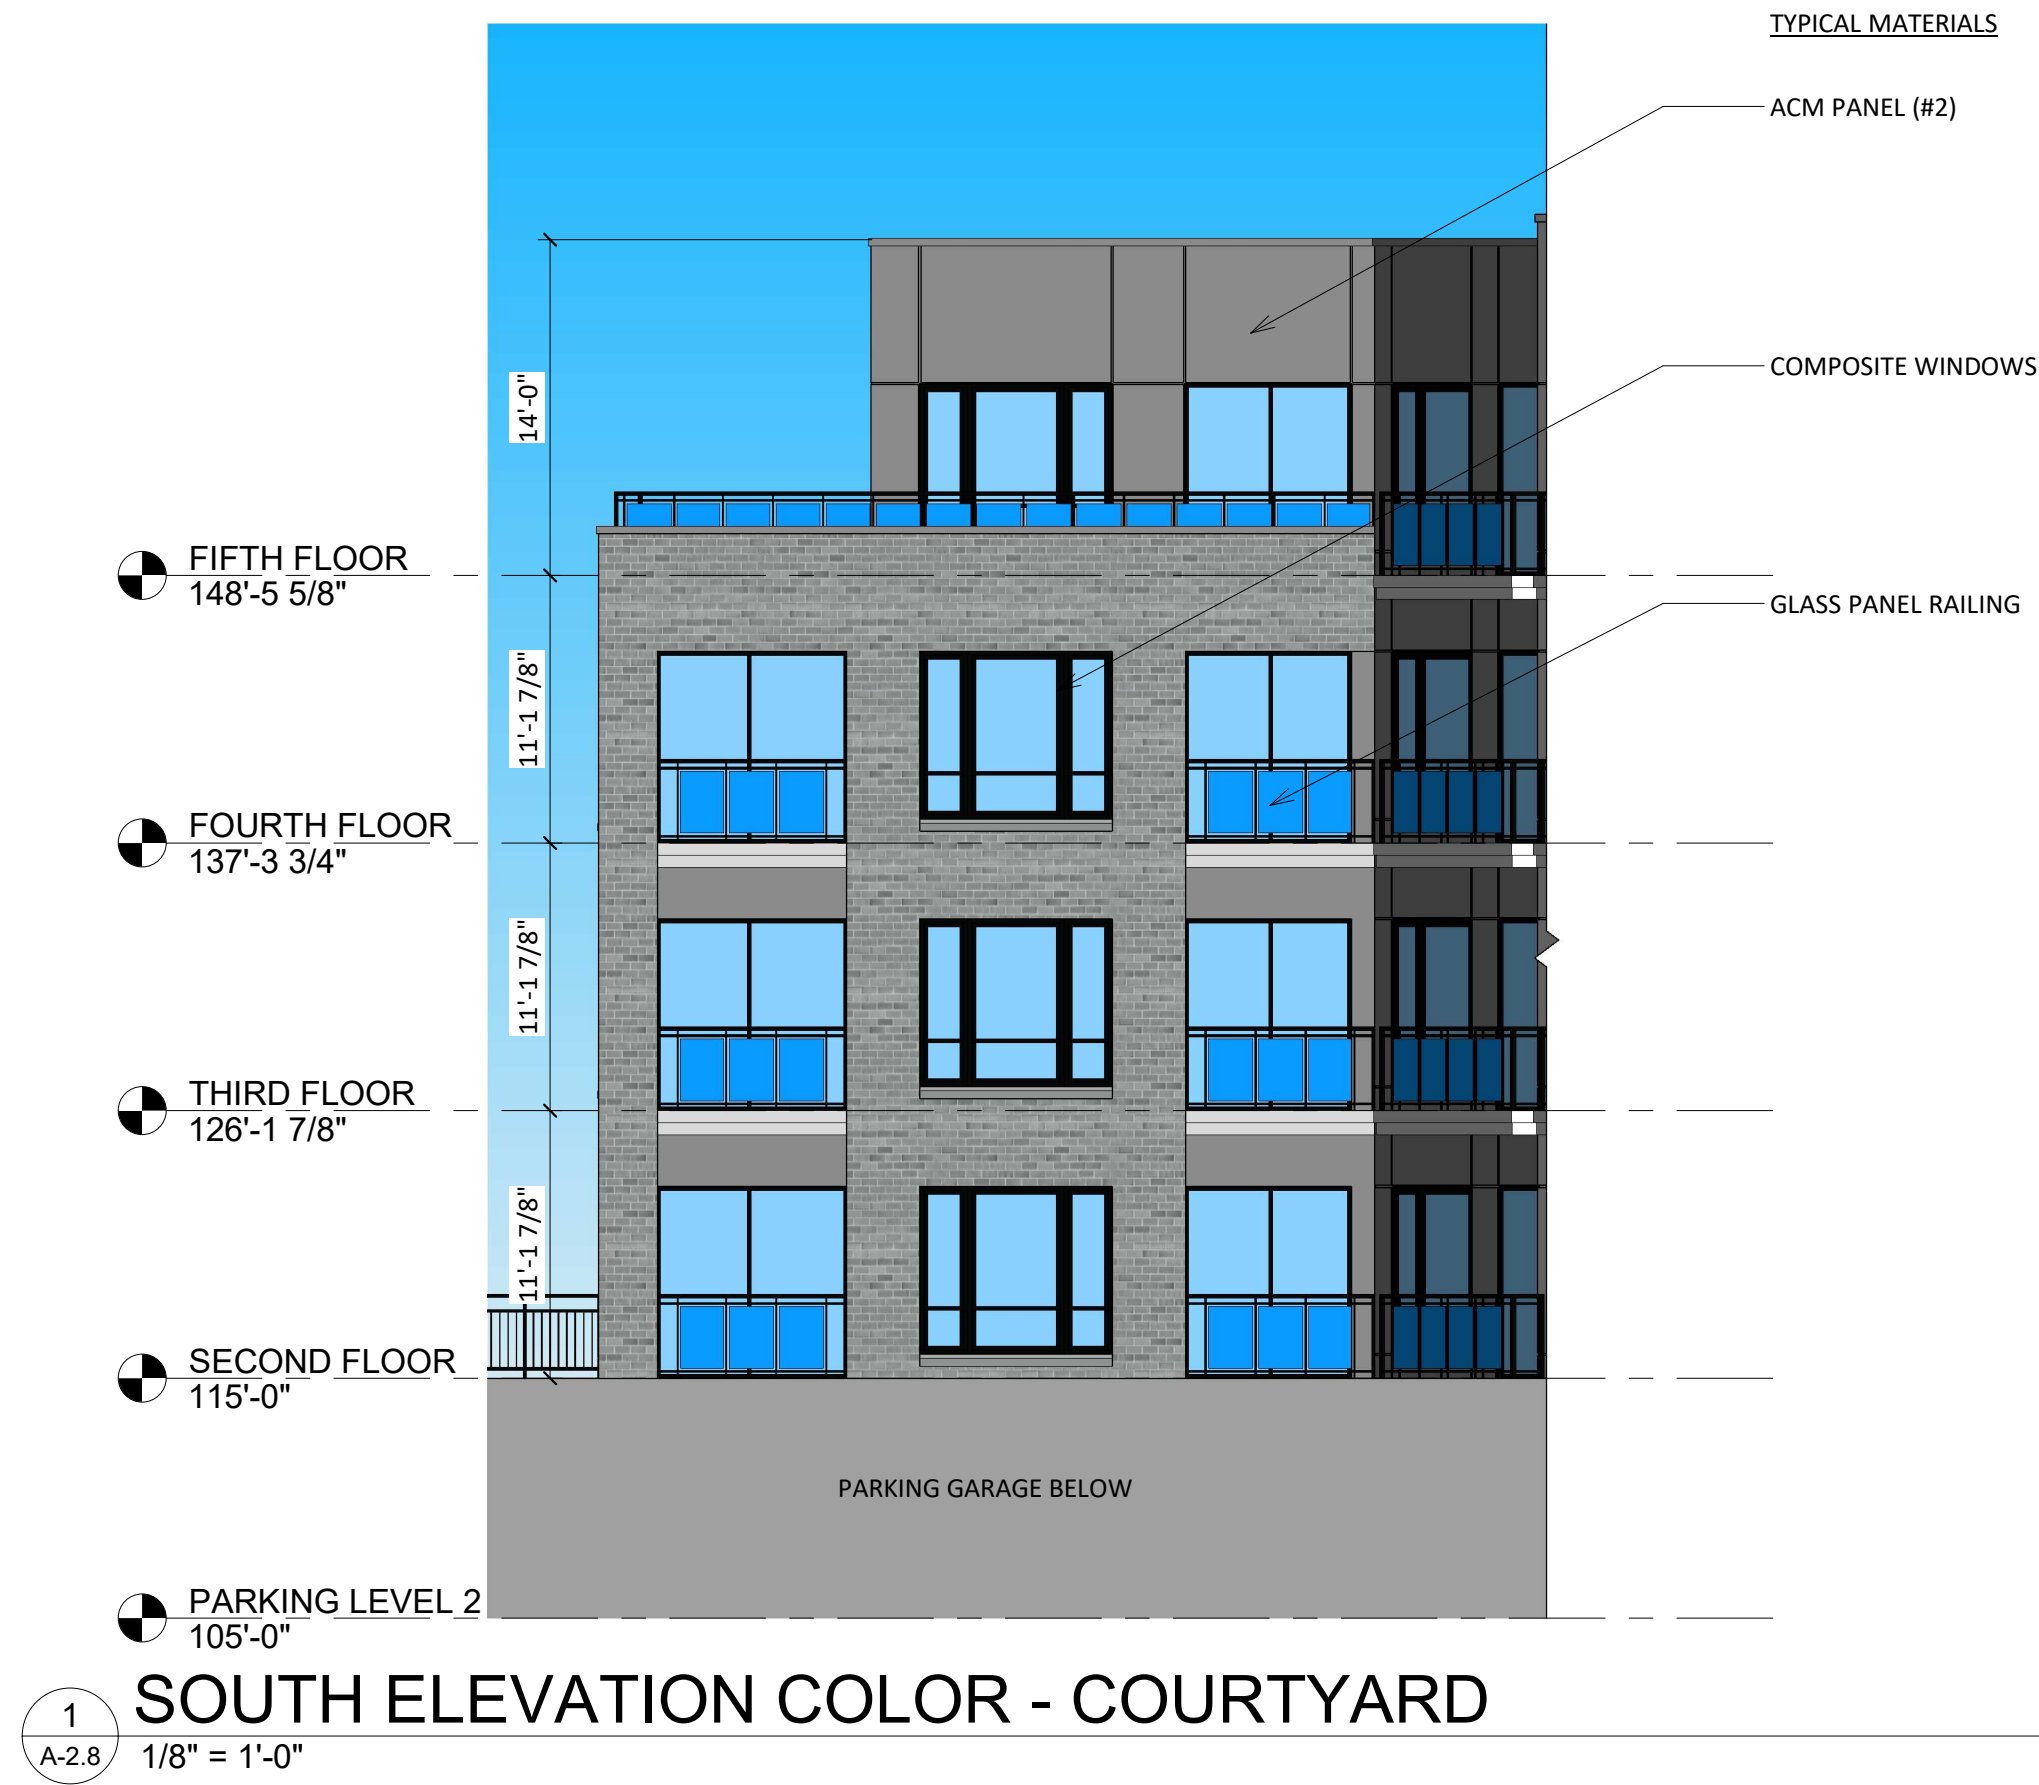 TYPICAL MATERIALS
ACM PANEL (#2)
COMPOSITE WINDOWS
14'-0"
FIFTH FLOOR
148'-5 5/8"
GLASS PANEL RAILING
11'-1 7/8"
FOURTH FLOOR
137'-3 3/4"
11'-1 7/8"
THIRD FLOOR
126'-1 7/8"
11'-1 7/8"
SECOND FLOOR
115'-0"
PARKING GARAGE BELOW
PARKING LEVEL 2
105'-0"
1
A-2.8
SOUTH ELEVATION COLOR - COURTYARD
1/8" = 1'-0"